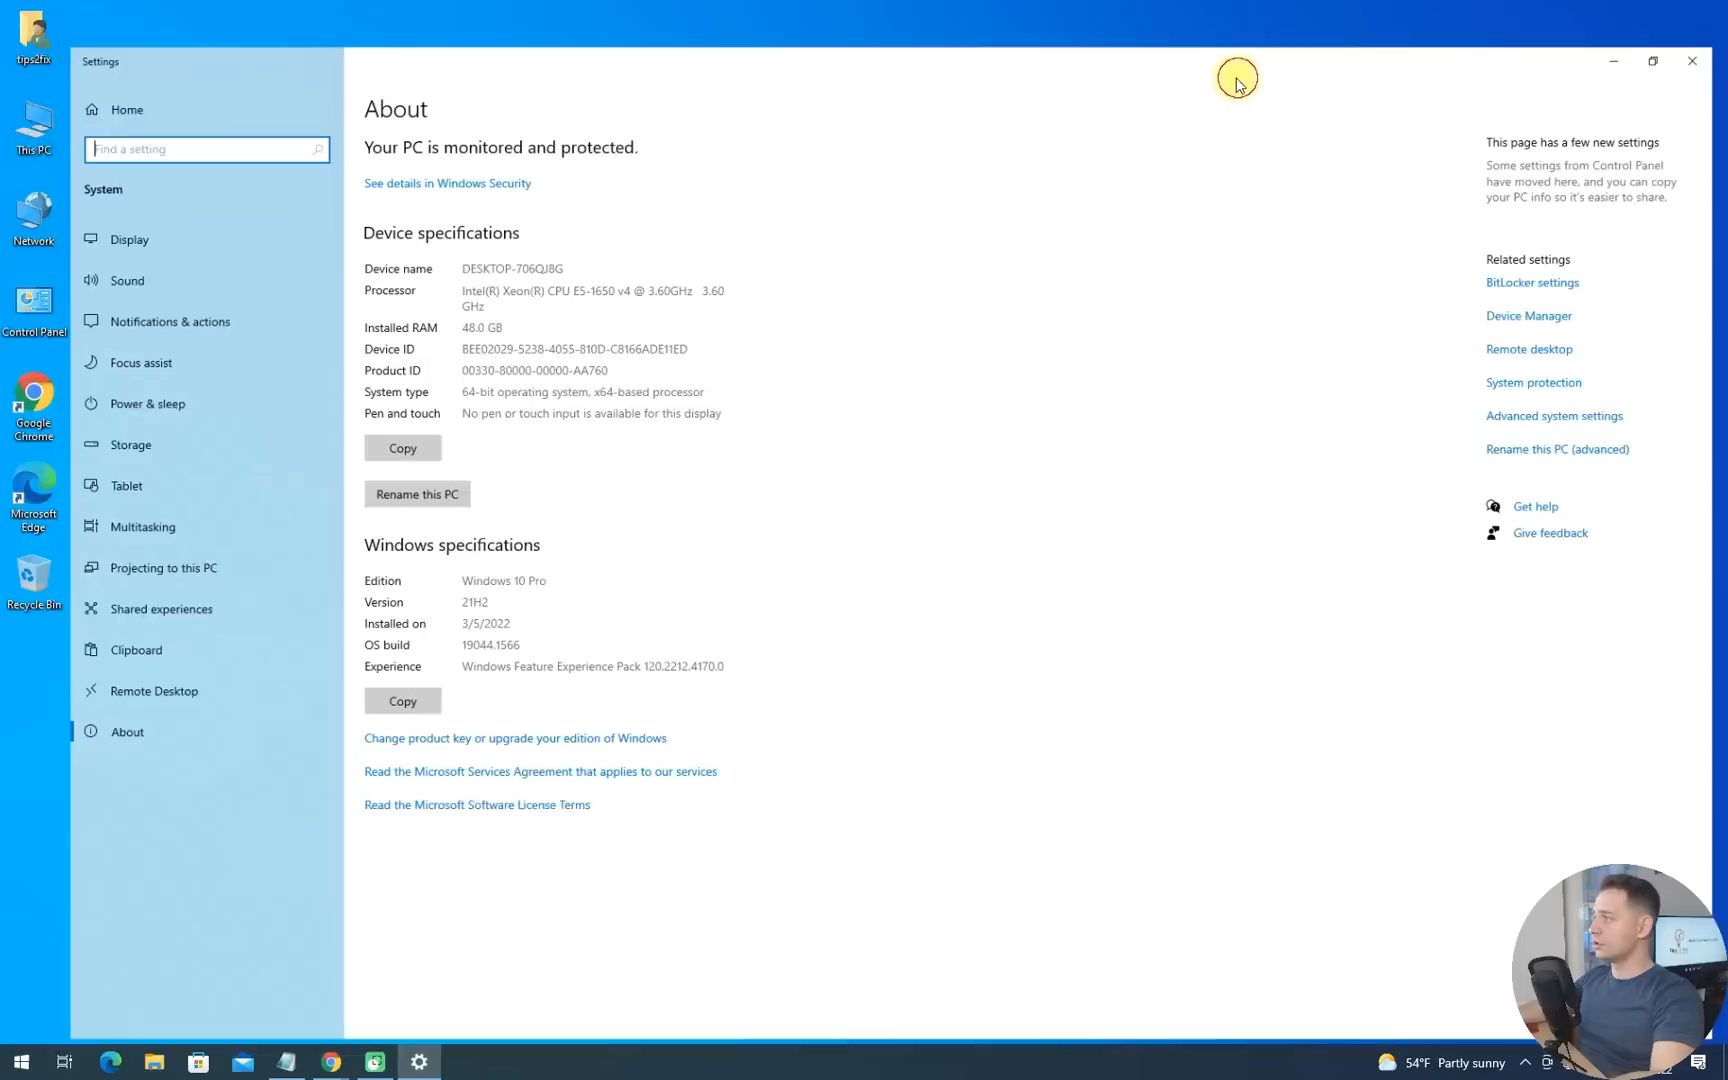 tips2fix
This PC
Network
Control Panel
Google
Chrome
Microsoft
Edge
Recycle Bin
Settings
Home
Find a setting
System
Display
Sound
Notifications & actions
Focus assist
Power & sleep
Storage
Tablet
Multitasking
Projecting to this PC
Shared experiences
Clipboard
Remote Desktop
About
About
Your PC is monitored and protected.
See details in Windows Security
Device specifications
Device name DESKTOP-706QJ8G
Processor Intel(R) Xeon(R) CPU E5-1650 v4 @ 3.60GHz 3.60
GHz
Installed RAM 48.0 GB
Device ID BEE02029-5238-4055-810D-C8166ADE11ED
Product ID 00330-80000-00000-AA760
System type 64-bit operating system, x64-based processor
Pen and touch No pen or touch input is available for this display
Copy
Rename this PC
Windows specifications
Edition Windows 10 Pro
Version 21H2
Installed on 3/5/2022
OS build 19044.1566
Experience Windows Feature Experience Pack 120.2212.4170.0
Copy
Change product key or upgrade your edition of Windows
Read the Microsoft Services Agreement that applies to our services
Read the Microsoft Software License Terms
This page has a few new settings
Some settings from Control Panel
have moved here, and you can copy
your PC info so it's easier to share.
Related settings
BitLocker settings
Device Manager
Remote desktop
System protection
Advanced system settings
Rename this PC (advanced)
Get help
Give feedback
54°F Partly sunny